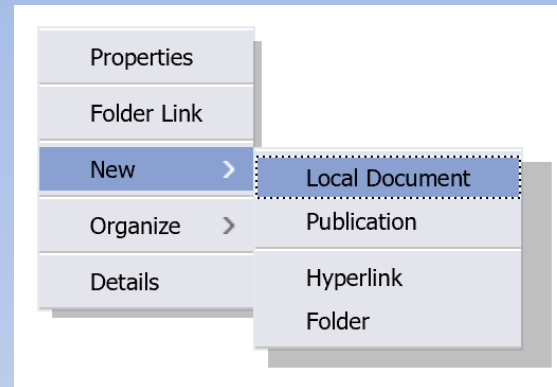 Properties
Folder Link
New
Organize
Details
Local Document
Publication
Hyperlink
Folder